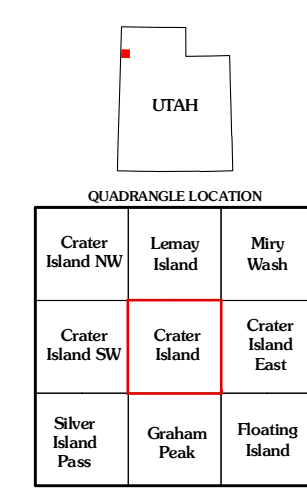 UTAH
QUADRANGLE LOCATION
Crater
Island NW
Lemay
Island
Miry
Wash
Crater
Island SW
Crater
Island
Crater
Island
East
Silver
Island
Pass
Graham
Peak
Floating
Island